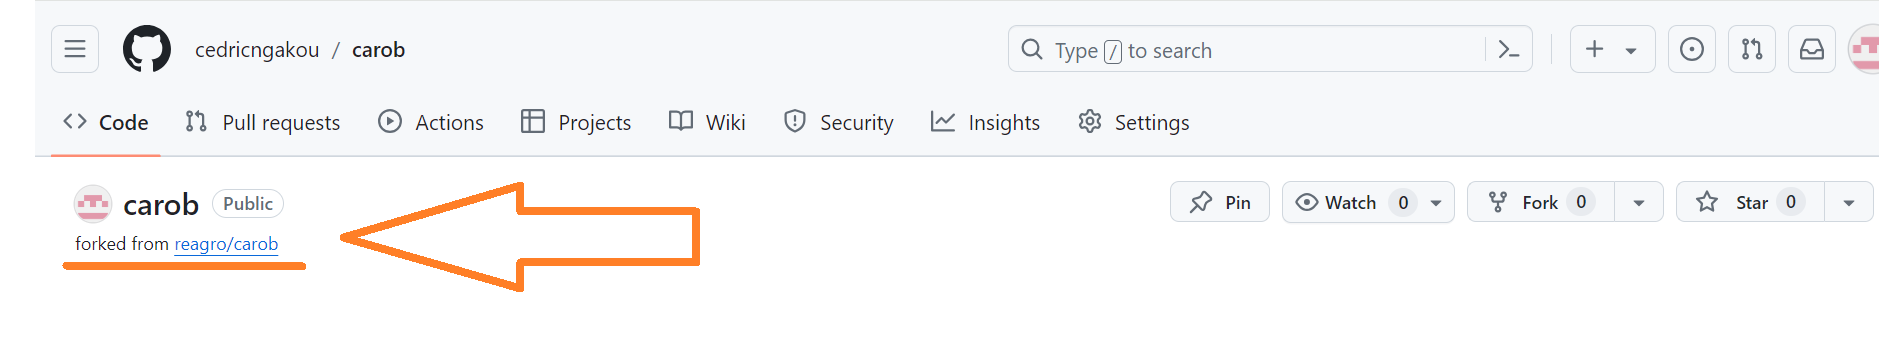 cedricngakou / carob
Type / to search
Code Pull requests Actions Projects Wiki Security Insights Settings
carob Public
Pin Watch 0 Fork 0 Star 0
forked from reagro/carob